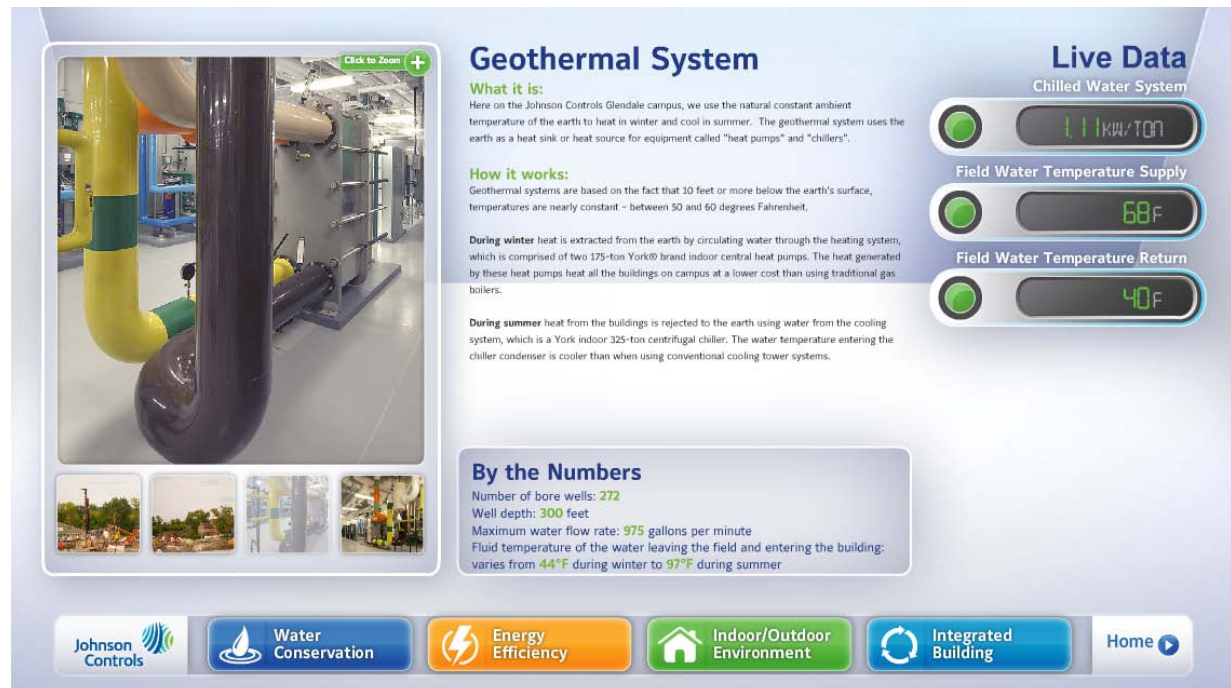 Click to Zoom
Geothermal System
What it is:
Here on the Johnson Controls Glendale campus, we use the natural constant ambient
temperature of the earth to heat in winter and cool in summer. The geothermal system uses the
earth as a heat sink or heat source for equipment called "heat pumps" and "chillers".
How it works:
Geothermal systems are based on the fact that 10 feet or more below the earth's surface,
temperatures are nearly constant - between 50 and 60 degrees Fahrenheit.
During winter heat is extracted from the earth by circulating water through the heating system,
which is comprised of two 175-ton York® brand indoor central heat pumps. The heat generated
by these heat pumps heat all the buildings on campus at a lower cost than using traditional gas
boilers.
During summer heat from the buildings is rejected to the earth using water from the cooling
system, which is a York indoor 325-ton centrifugal chiller. The water temperature entering the
chiller condenser is cooler than when using conventional cooling tower systems.
By the Numbers
Number of bore wells: 272
Well depth: 300 feet
Maximum water flow rate: 975 gallons per minute
Fluid temperature of the water leaving the field and entering the building:
varies from 44°F during winter to 97°F during summer
Live Data
Chilled Water System
1.11KW/TON
Field Water Temperature Supply
68F
Field Water Temperature Return
40F
Johnson
Controls
Water
Conservation
Energy
Efficiency
Indoor/Outdoor
Environment
Integrated
Building
Home